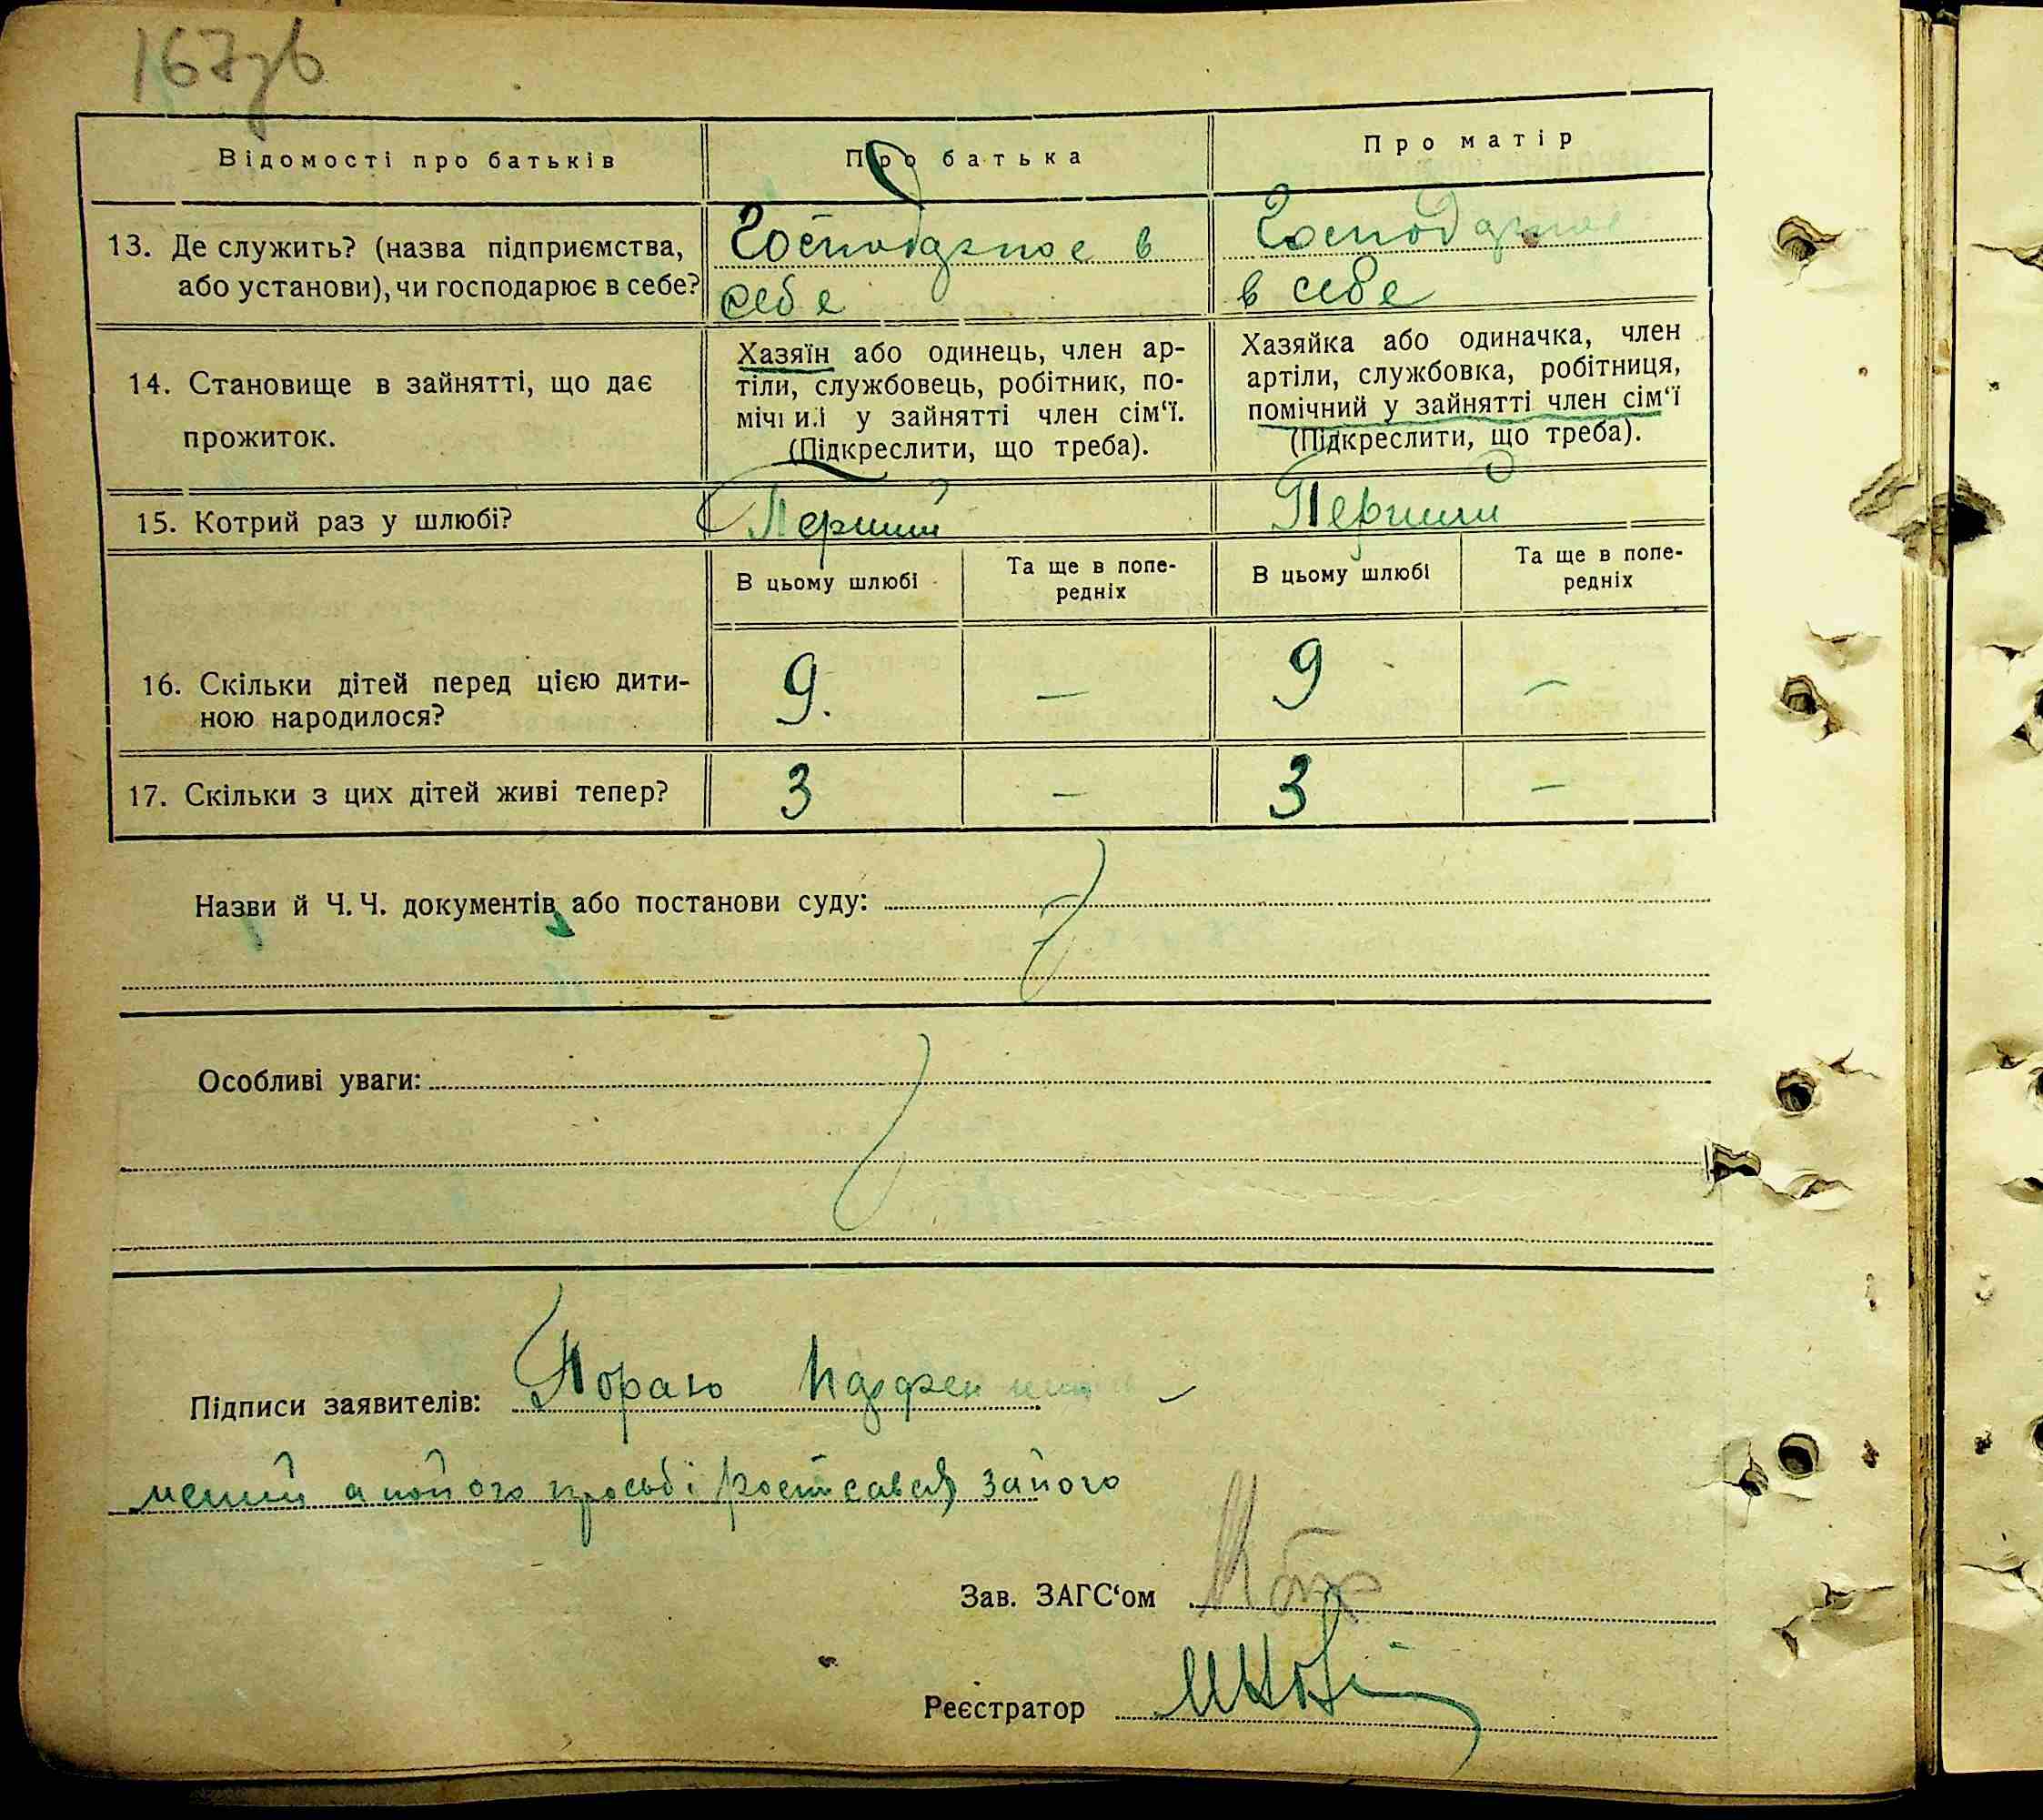 167зв
Відомості про батьків
Про батька
Про матір
13. Де служить? (назва підприємства,
або установи), чи господарює в себе?
Господарює в
себе
Господарює
в себе
14. Становище в зайнятті, що дає
прожиток.
Хазяїн або одинець, член ар-
тіли, службовець, робітник, по-
мічний у зайнятті член сім'ї.
(Підкреслити, що треба).
Хазяйка або одиначка, член
артіли, службовка, робітниця,
помічний у зайнятті член сім'ї
(Підкреслити, що треба).
15. Котрий раз у шлюбі?
Перший
Перший
В цьому шлюбі
Та ще в попе-
редніх
В цьому шлюбі
Та ще в попе-
редніх
16. Скільки дітей перед цією дити-
ною народилося?
9.
—
9
—
17. Скільки з цих дітей живі тепер?
3
—
3
—
Назви й Ч. Ч. документів або постанови суду:
Особливі уваги:
Підписи заявителів:
просьбі за його
Зав. ЗАГС'ом
Реєстратор